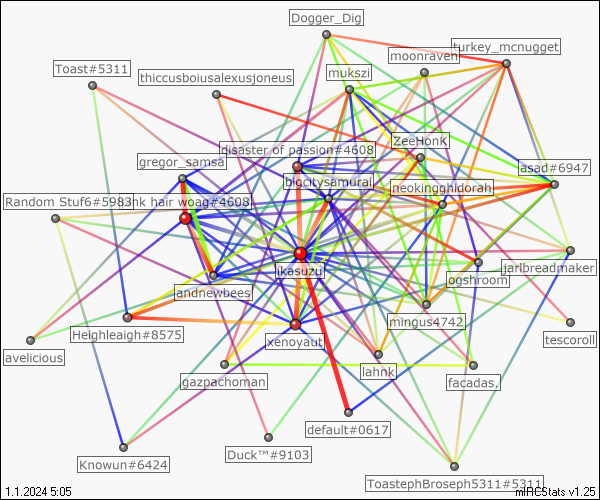 Dogger_Dig
turkey_mcnugget
moonraven
Toast#5311
thiccusboiusalexusjoneus
mukszi
ZeeHonK
disaster of passion#4608
gregor_samsa
asad#6947
bigcitysamurai
neokingghidorah
Random Stuf6#5983
nk hair woag#4608
ikasuzu
jarlbreadmaker
ogshroom
andnewbees
mingus4742
Heighleaigh#8575
xenoyaut
tescoroll
avelicious
lahnk
gazpachoman
facadas.
default#0617
Duck™#9103
Knowun#6424
ToastephBroseph5311#5311
1.1.2024 5:05
mIRCStats v1.25